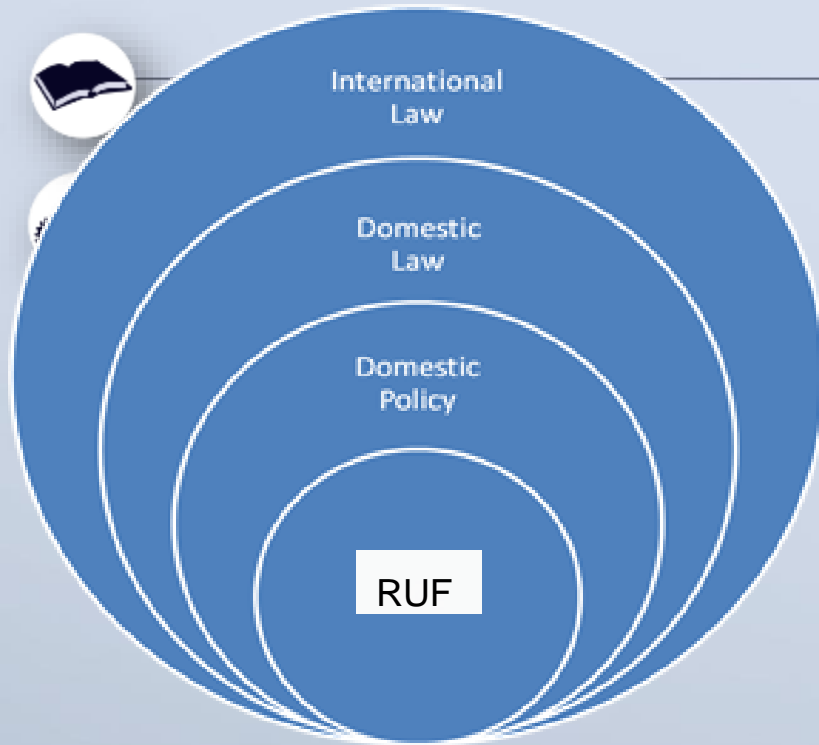 International
Law
Domestic
Law
Domestic
Policy
RUF